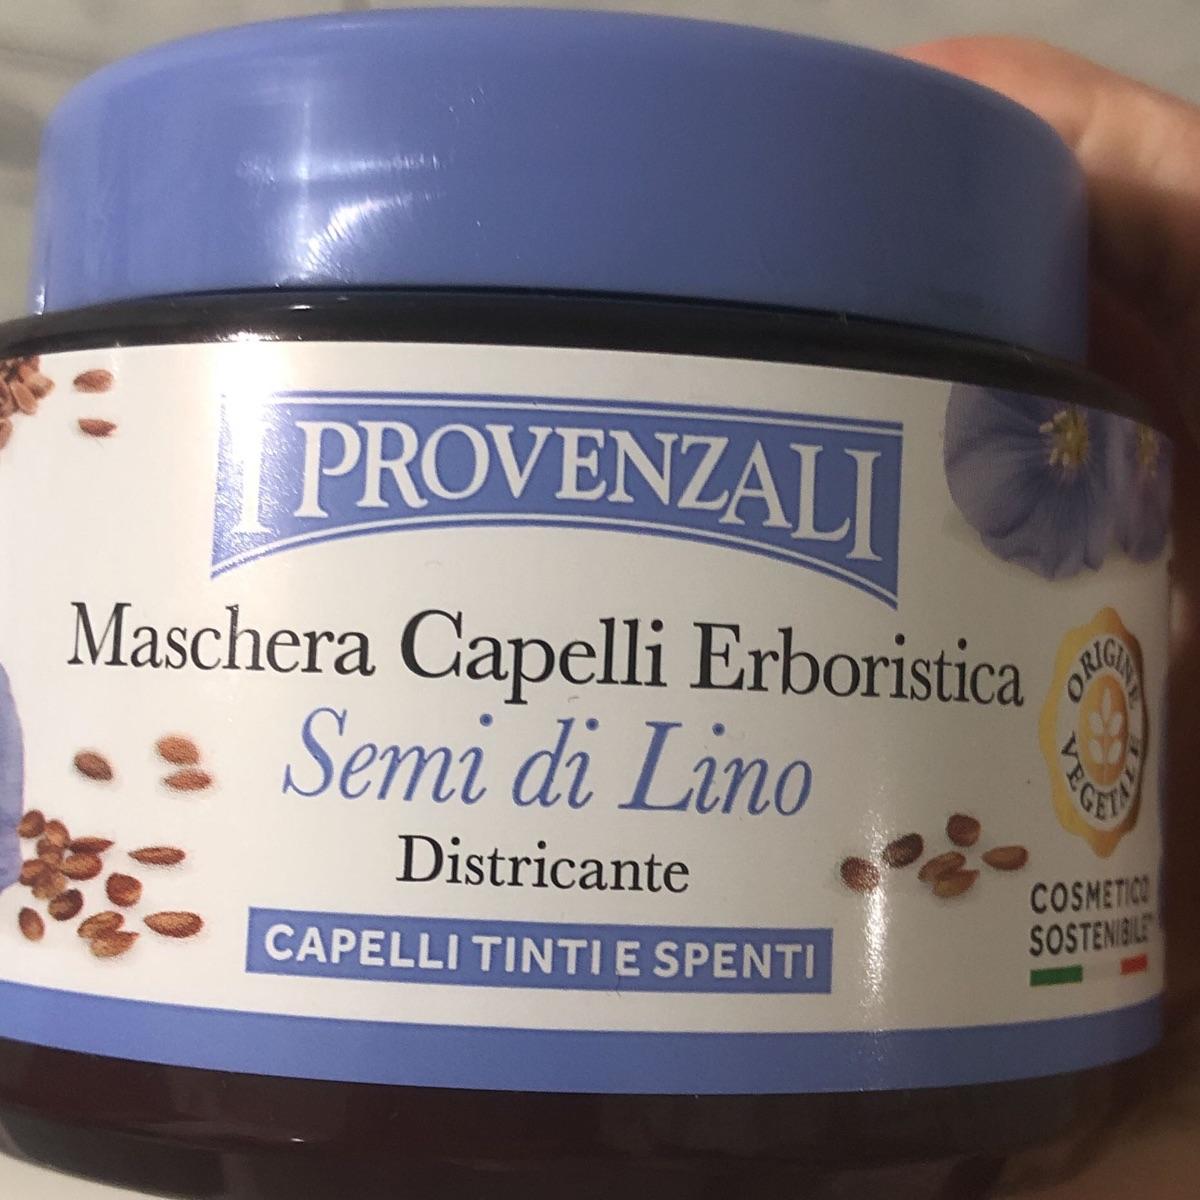 I PROVENZALI
Maschera Capelli Erboristica
Semi di Lino
Districante
CAPELLI TINTI E SPENTI
ORIGINE
VEGETALE
COSMETICO
SOSTENIBILE